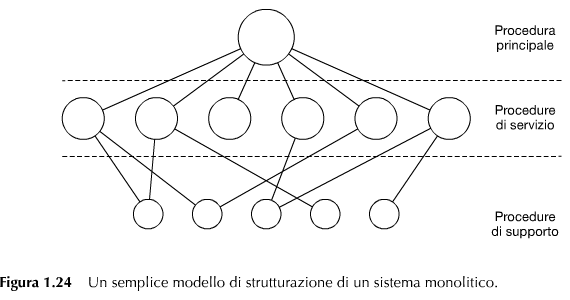 Procedura
principale
Procedure
di servizio
Procedure
di supporto
Figura 1.24 Un semplice modello di strutturazione di un sistema monolitico.